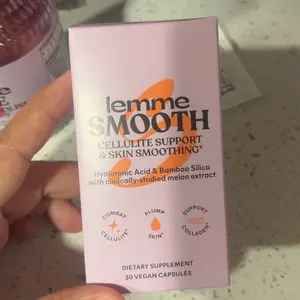 lemme
SMOOTH
CELLULITE SUPPORT
& SKIN SMOOTHING*
Hyaluronic Acid & Bamboo Silica
with clinically-studied melon extract
COMBAT
CELLULITE*
PLUMP
SKIN*
SUPPORT
COLLAGEN*
DIETARY SUPPLEMENT
30 VEGAN CAPSULES